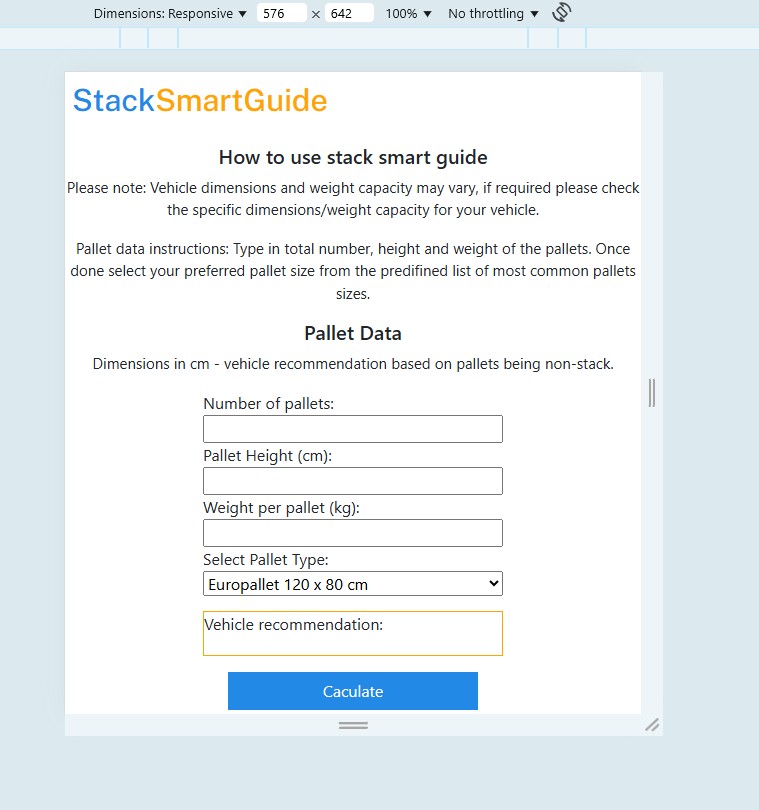 Dimensions: Responsive ▼ 576 x 642 100% ▼ No throttling ▼
StackSmartGuide
How to use stack smart guide
Please note: Vehicle dimensions and weight capacity may vary, if required please check
the specific dimensions/weight capacity for your vehicle.
Pallet data instructions: Type in total number, height and weight of the pallets. Once
done select your preferred pallet size from the predifined list of most common pallets
sizes.
Pallet Data
Dimensions in cm - vehicle recommendation based on pallets being non-stack.
Number of pallets:
Pallet Height (cm):
Weight per pallet (kg):
Select Pallet Type:
Europallet 120 x 80 cm
Vehicle recommendation:
Caculate